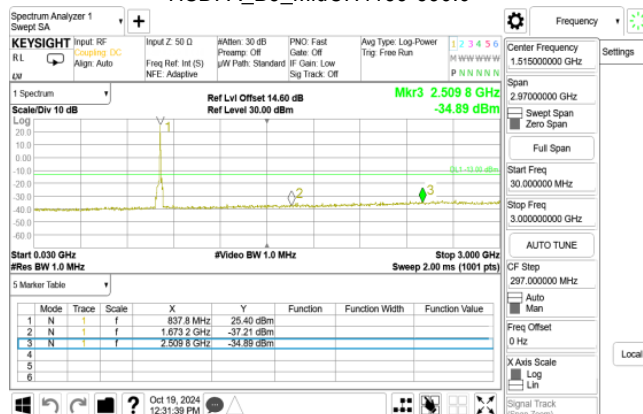 Spectrum Analyzer 1
Swept SA
Frequency
Settings
KEYSIGHT
Input: RF
Coupling: DC
Align: Auto
Input Z: 50 Ω
Freq Ref: Int (S)
NFE: Adaptive
#Atten: 30 dB
Preamp: Off
µW Path: Standard
PNO: Fast
Gate: Off
IF Gain: Low
Sig Track: Off
Avg Type: Log-Power
Trig: Free Run
1 2 3 4 5 6
M W W W W W
P N N N N N
R L
1 Spectrum
Scale/Div 10 dB
Log
Ref Lvl Offset 14.60 dB
Ref Level 30.00 dBm
Mkr3 2.509 8 GHz
-34.89 dBm
20.0
10.0
0.00
-10.0
-20.0
-30.0
-40.0
-50.0
-60.0
1
2
3
DL1 -13.00 dBm
Start 0.030 GHz
#Res BW 1.0 MHz
#Video BW 1.0 MHz
Stop 3.000 GHz
Sweep 2.00 ms (1001 pts)
5 Marker Table
Mode Trace Scale X Y Function Function Width Function Value
1 N 1 f 837.8 MHz 25.40 dBm
2 N 1 f 1.673 2 GHz -37.21 dBm
3 N 1 f 2.509 8 GHz -34.89 dBm
4
5
6
Oct 19, 2024
12:31:39 PM
Center Frequency
1.515000000 GHz
Span
2.97000000 GHz
Swept Span
Zero Span
Full Span
Start Freq
30.000000 MHz
Stop Freq
3.000000000 GHz
AUTO TUNE
CF Step
297.000000 MHz
Auto
Man
Freq Offset
0 Hz
X Axis Scale
Log
Lin
Signal Track
Local